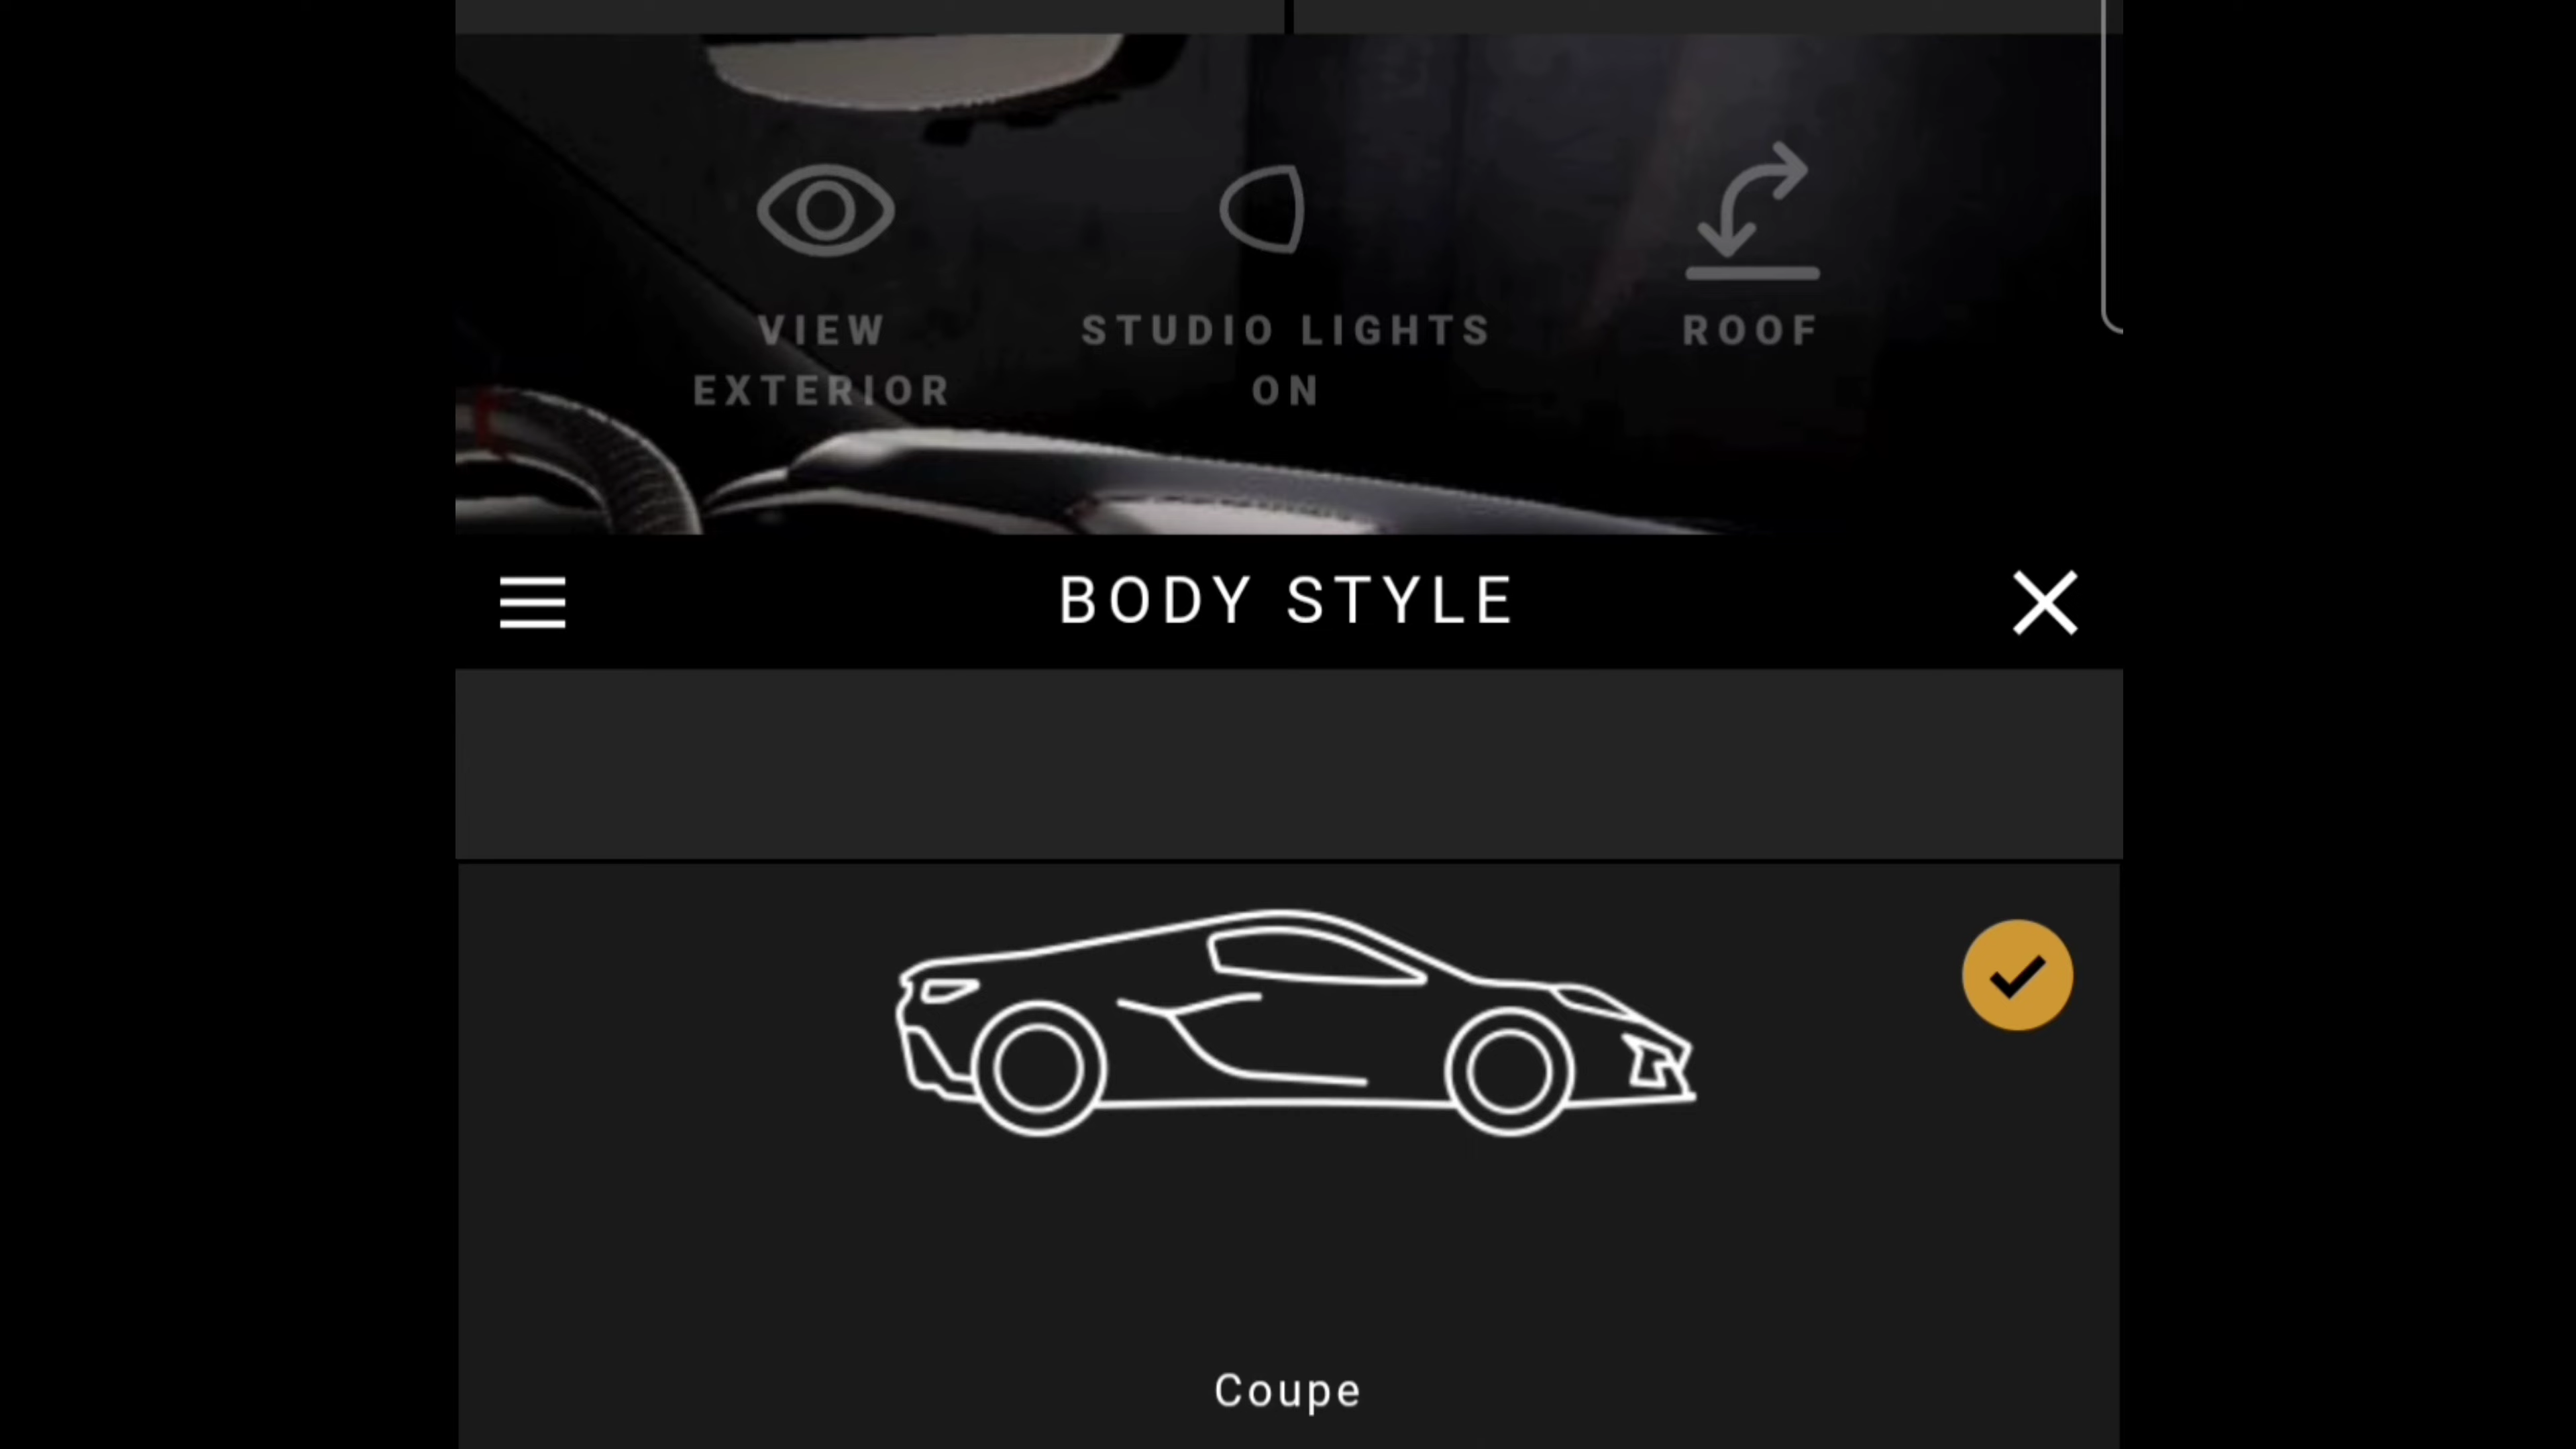 VIEW
EXTERIOR
STUDIO LIGHTS
ON
ROOF
BODY STYLE
Coupe